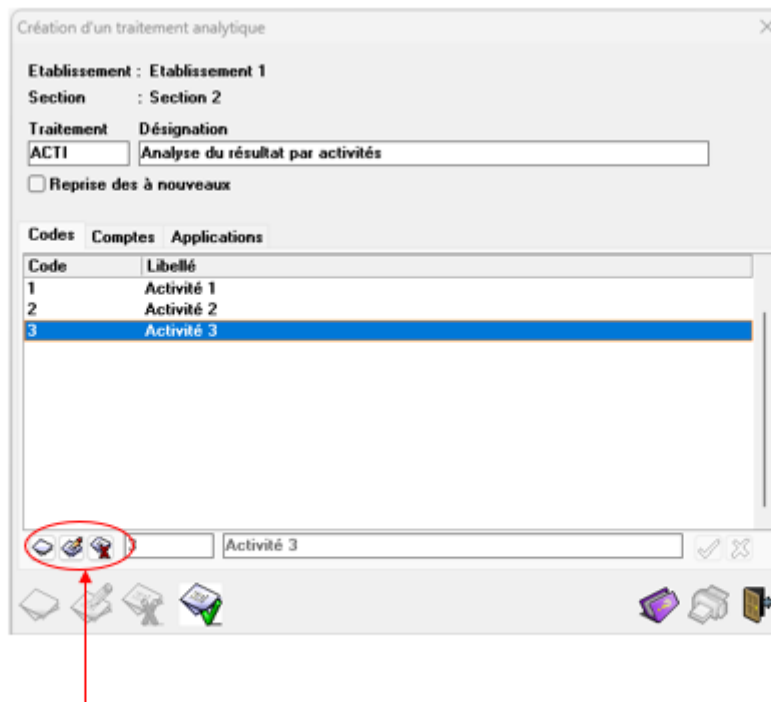 Création d'un traitement analytique
Etablissement : Etablissement 1
Section : Section 2
Traitement Désignation
ACTI Analyse du résultat par activités
Reprise des à nouveaux
Codes Comptes Applications
Code Libellé
1 Activité 1
2 Activité 2
3 Activité 3
3 Activité 3